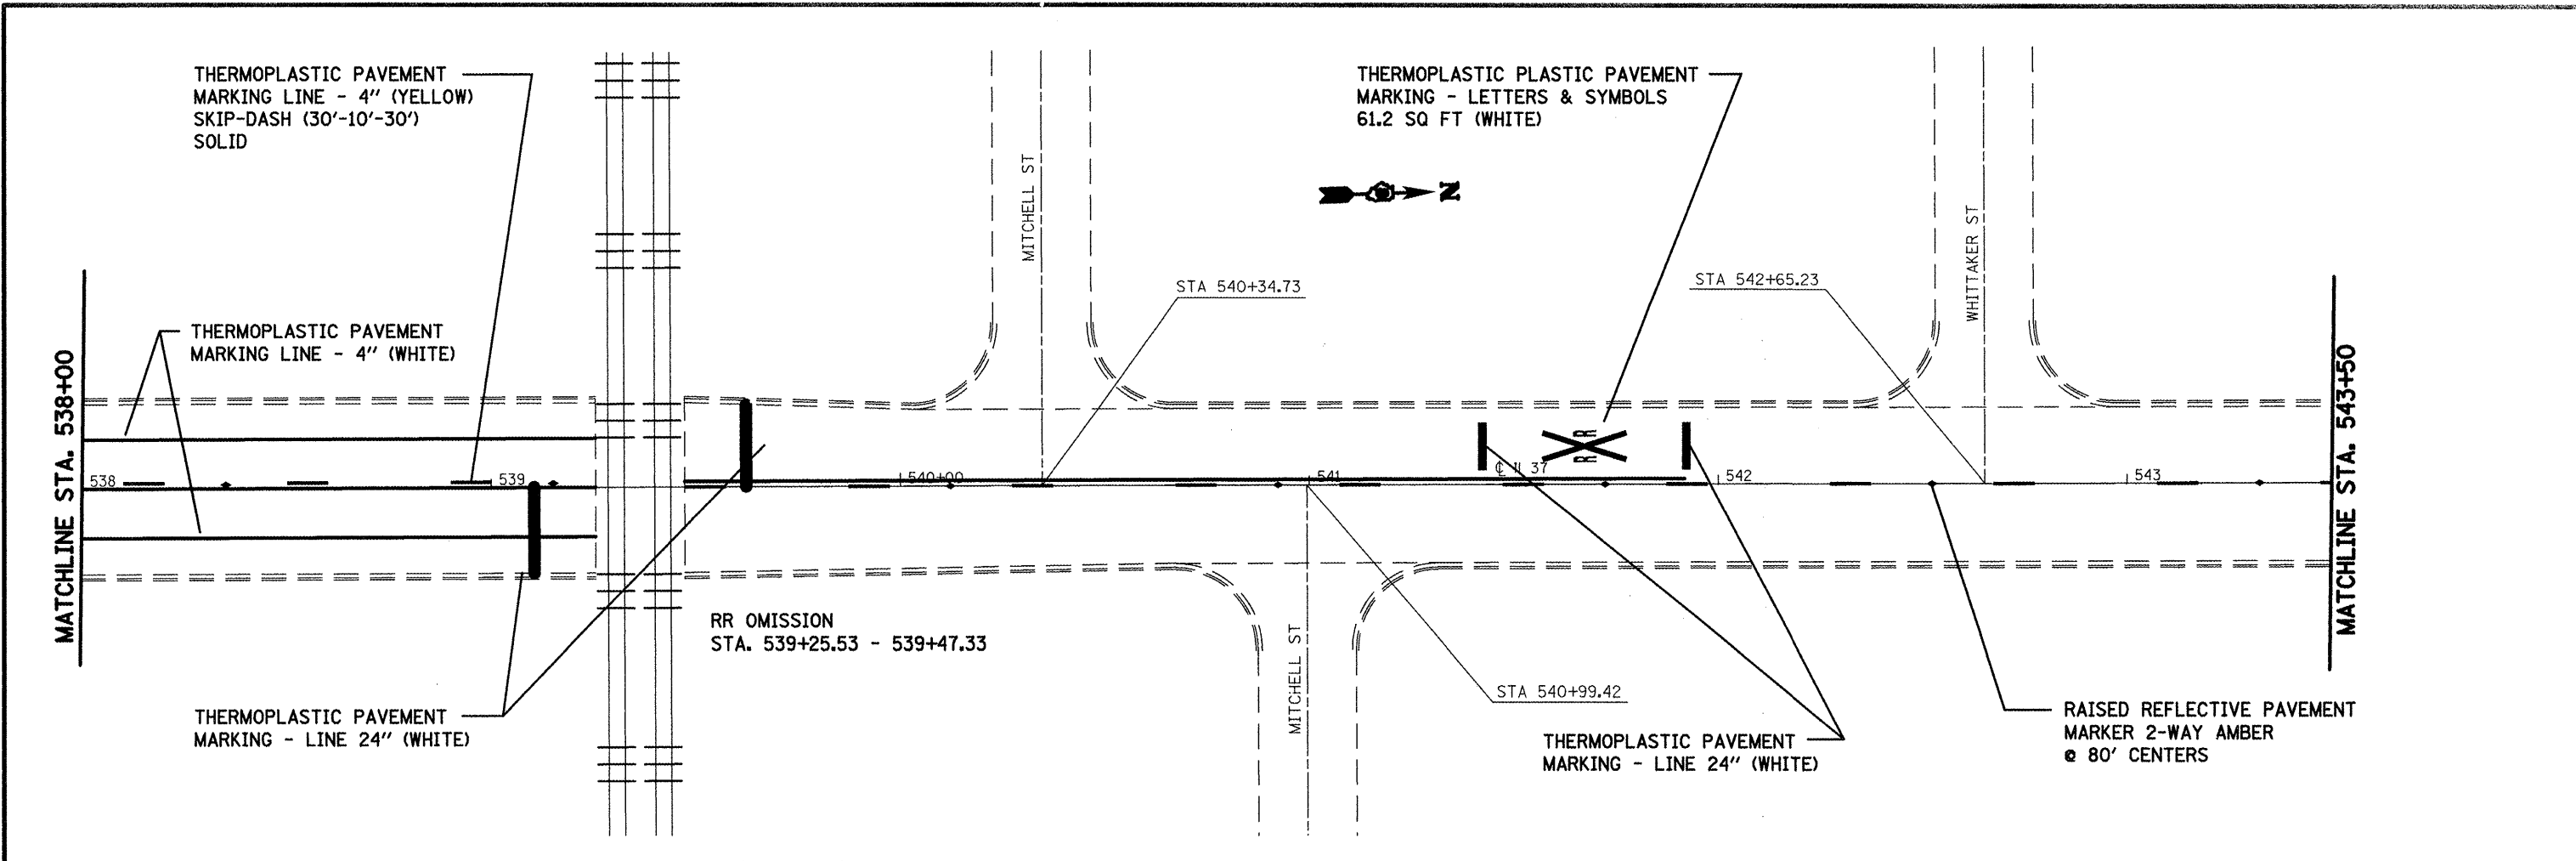 THERMOPLASTIC PAVEMENT
MARKING LINE - 4" (YELLOW)
SKIP-DASH (30'-10'-30')
SOLID
THERMOPLASTIC PLASTIC PAVEMENT
MARKING - LETTERS & SYMBOLS
61.2 SQ FT (WHITE)
MITCHELL ST
N
WHITTAKER ST
STA 540+34.73
STA 542+65.23
THERMOPLASTIC PAVEMENT
MARKING LINE - 4" (WHITE)
MATCHLINE STA. 538+00
MATCHLINE STA. 543+50
R R
538
539
540+00
541
℄ IL 37
542
543
RR OMISSION
STA. 539+25.53 - 539+47.33
MITCHELL ST
STA 540+99.42
THERMOPLASTIC PAVEMENT
MARKING - LINE 24" (WHITE)
THERMOPLASTIC PAVEMENT
MARKING - LINE 24" (WHITE)
RAISED REFLECTIVE PAVEMENT
MARKER 2-WAY AMBER
@ 80' CENTERS